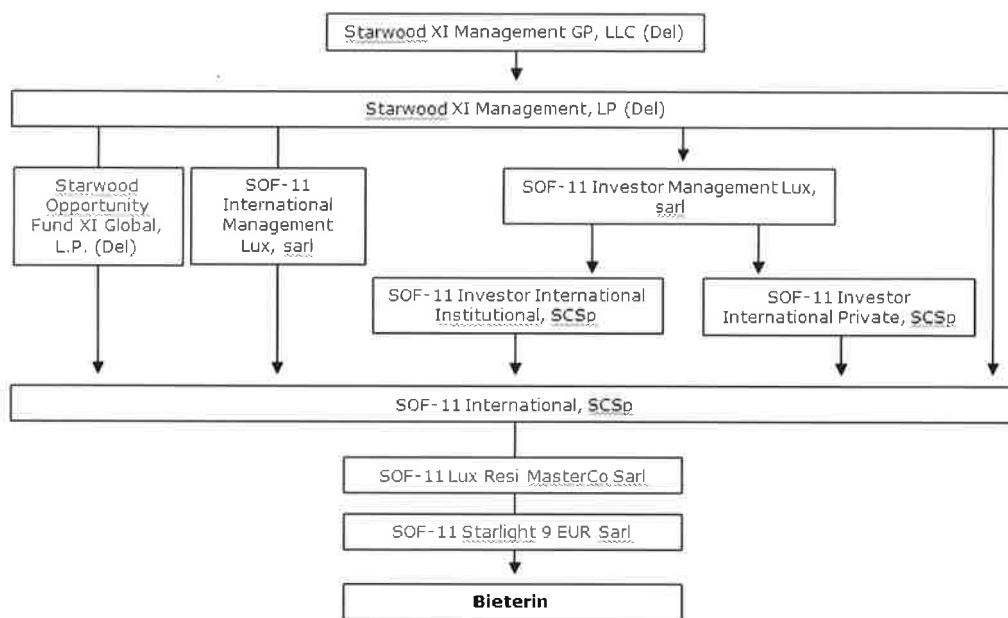 Starwood XI Management GP, LLC (Del)
Starwood XI Management, LP (Del)
Starwood
Opportunity
Fund XI Global,
L.P. (Del)
SOF-11
International
Management
Lux, sarl
SOF-11 Investor Management Lux,
sarl
SOF-11 Investor International
Institutional, SCSp
SOF-11 Investor
International Private, SCSp
SOF-11 International, SCSp
SOF-11 Lux Resi MasterCo Sarl
SOF-11 Starlight 9 EUR Sarl
Bieterin